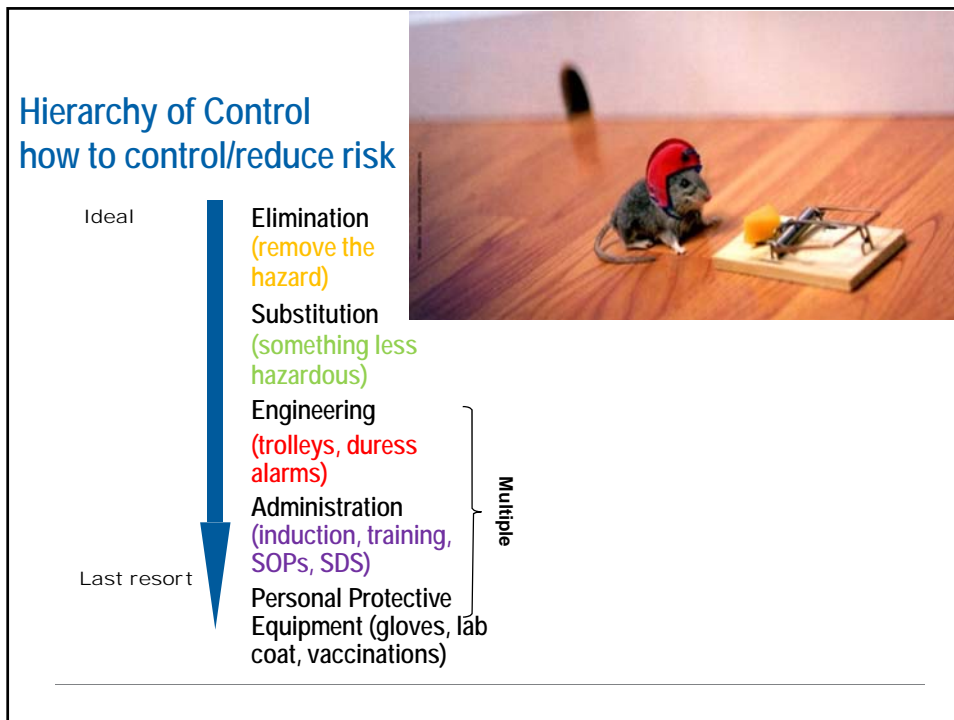 Hierarchy of Control
how to control/reduce risk
Ideal
Elimination
(remove the
hazard)
Substitution
(something less
hazardous)
Engineering
(trolleys, duress
alarms)
Multiple
Administration
(induction, training,
SOPs, SDS)
Last resort
Personal Protective
Equipment (gloves, lab
coat, vaccinations)